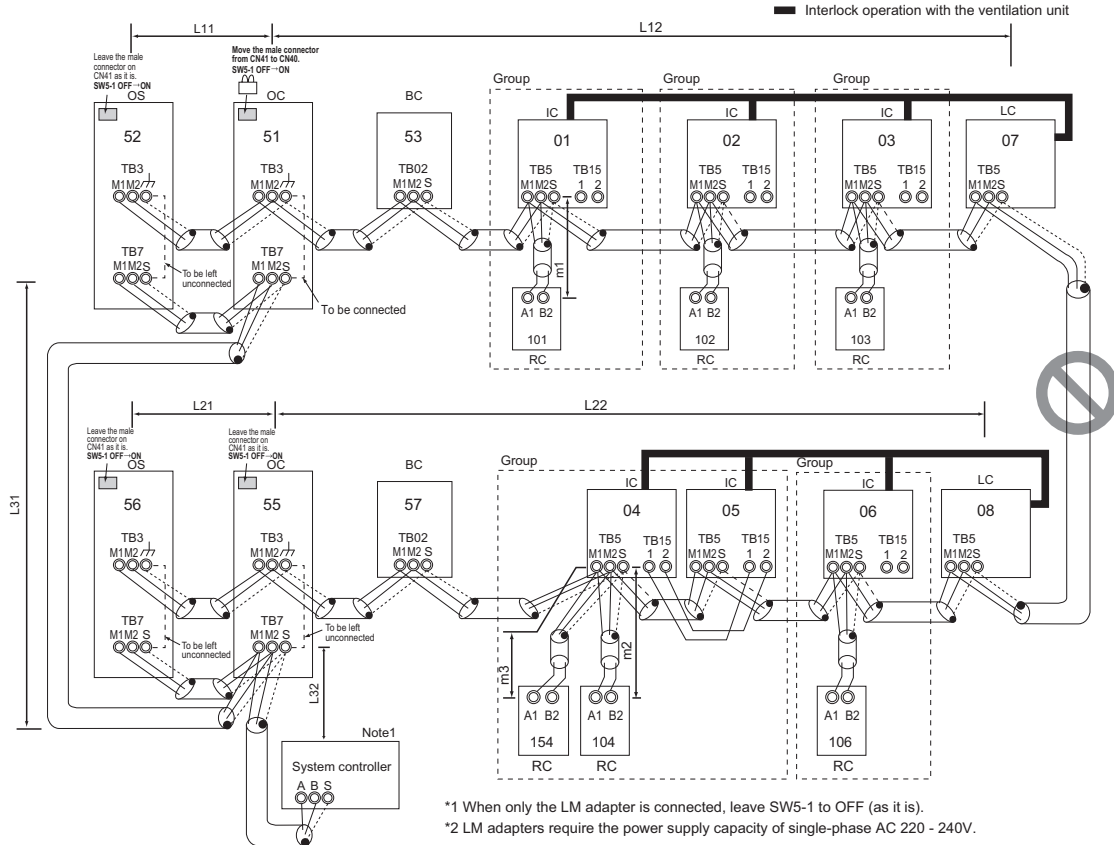 Interlock operation with the ventilation unit
L11
L12
Leave the male
connector on
CN41 as it is.
SW5-1 OFF→ON
Move the male connector
from CN41 to CN40.
SW5-1 OFF→ON
OS
OC
BC
Group
Group
Group
IC
IC
IC
LC
52
51
53
01
02
03
07
TB3
TB3
TB02
TB5
TB15
TB5
TB15
TB5
TB15
TB5
M1M2
M1M2
M1M2 S
M1M2S
1 2
M1M2S
1 2
M1M2S
1 2
M1M2S
TB7
TB7
M1M2S
M1 M2S
To be left
unconnected
To be connected
m1
A1 B2
A1 B2
A1 B2
101
102
103
RC
RC
RC
L31
L21
L22
Leave the male
connector on
CN41 as it is.
SW5-1 OFF→ON
Leave the male
connector on
CN41 as it is.
SW5-1 OFF→ON
OS
OC
BC
Group
Group
IC
IC
IC
LC
56
55
57
04
05
06
08
TB3
TB3
TB02
TB5
TB15
TB5
TB15
TB5
TB15
TB5
M1M2
M1M2
M1M2 S
M1M2S
1 2
M1M2S
1 2
M1M2S
1 2
M1M2S
TB7
TB7
M1M2 S
M1M2 S
To be left
unconnected
To be left
unconnected
L32
m3
m2
A1 B2
A1 B2
A1 B2
154
104
106
RC
RC
RC
Note1
System controller
A B S
*1 When only the LM adapter is connected, leave SW5-1 to OFF (as it is).
*2 LM adapters require the power supply capacity of single-phase AC 220 - 240V.